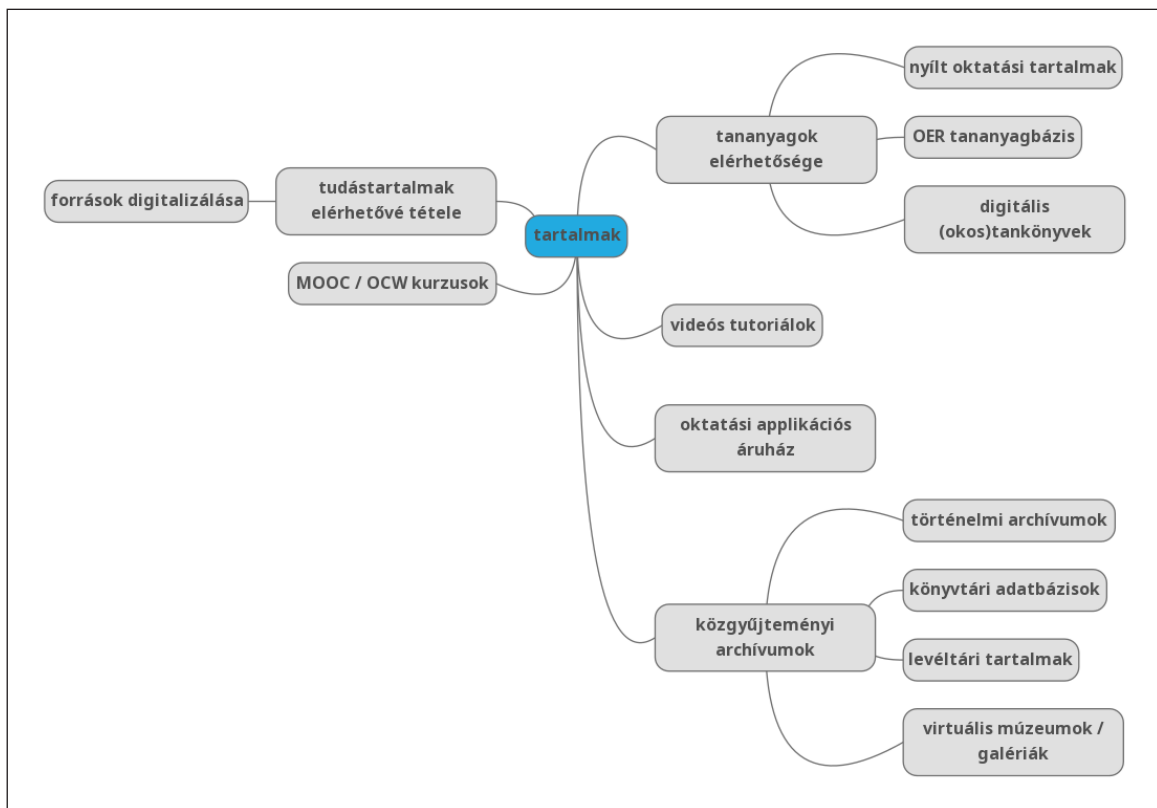 források digitalizálása
tudástartalmak
elérhetővé tétele
MOOC / OCW kurzusok
tartalmak
tananyagok
elérhetősége
nyílt oktatási tartalmak
OER tananyagbázis
digitális
(okos)tankönyvek
videós tutoriálok
oktatási applikációs
áruház
közgyűjteményi
archívumok
történelmi archívumok
könyvtári adatbázisok
levéltári tartalmak
virtuális múzeumok /
galériák